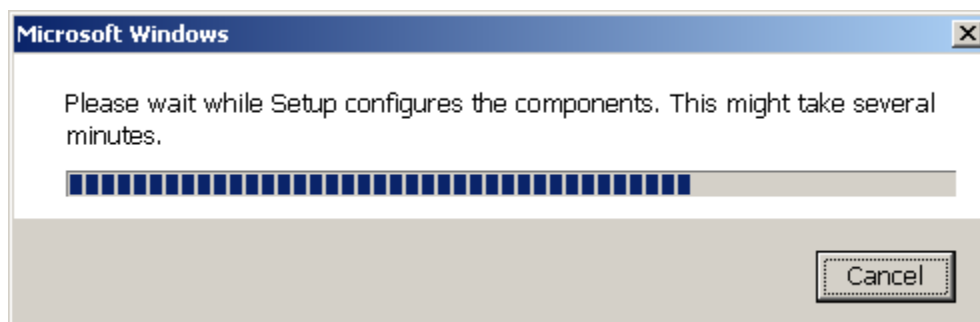 Microsoft Windows
Please wait while Setup configures the components. This might take several
minutes.
Cancel